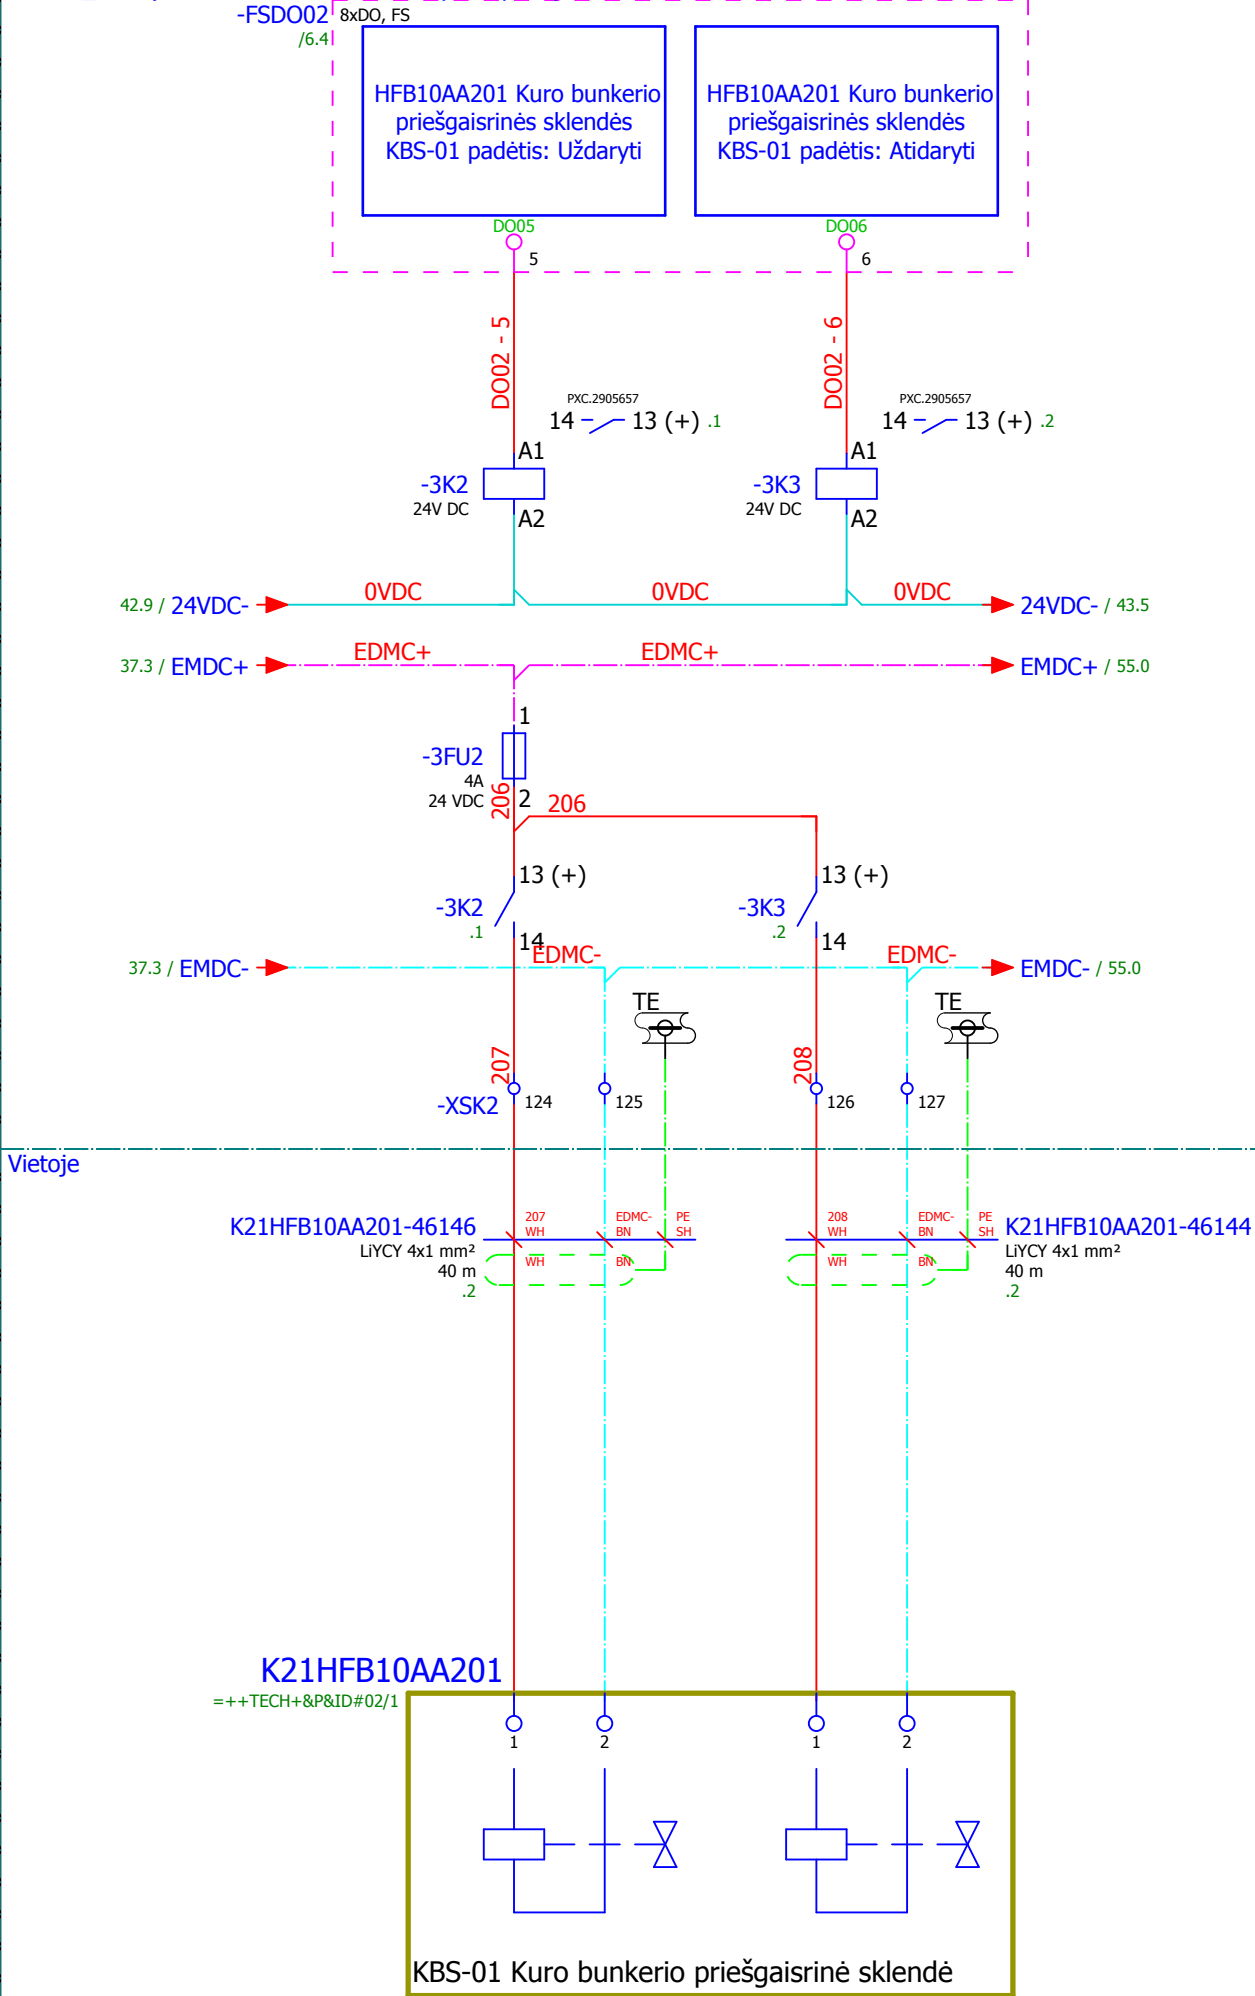 -FSDO02 8xDO, FS
/6.4
HFB10AA201 Kuro bunkerio
priešgaisrinės sklendės
KBS-01 padėtis: Uždaryti
HFB10AA201 Kuro bunkerio
priešgaisrinės sklendės
KBS-01 padėtis: Atidaryti
DO05
5
DO06
6
DO02 - 5
DO02 - 6
PXC.2905657
14 13 (+) .1
PXC.2905657
14 13 (+) .2
A1
-3K2
24V DC
A2
A1
-3K3
24V DC
A2
42.9 / 24VDC- 0VDC 0VDC 0VDC 24VDC- / 43.5
37.3 / EMDC+ EDMC+ EDMC+ EMDC+ / 55.0
1
-3FU2
4A
24 VDC
206
2
206
13 (+)
-3K2
.1
14
13 (+)
-3K3
.2
14
37.3 / EMDC- EDMC- EDMC- EMDC- / 55.0
TE
TE
207
208
-XSK2 124 125 126 127
Vietoje
K21HFB10AA201-46146
LiYCY 4x1 mm²
40 m
.2
207 EDMC- PE
WH BN SH
WH BN
208 EDMC- PE
WH BN SH
WH BN
K21HFB10AA201-46144
LiYCY 4x1 mm²
40 m
.2
K21HFB10AA201
=++TECH+&P&ID#02/1
1 2 1 2
KBS-01 Kuro bunkerio priešgaisrinė sklendė